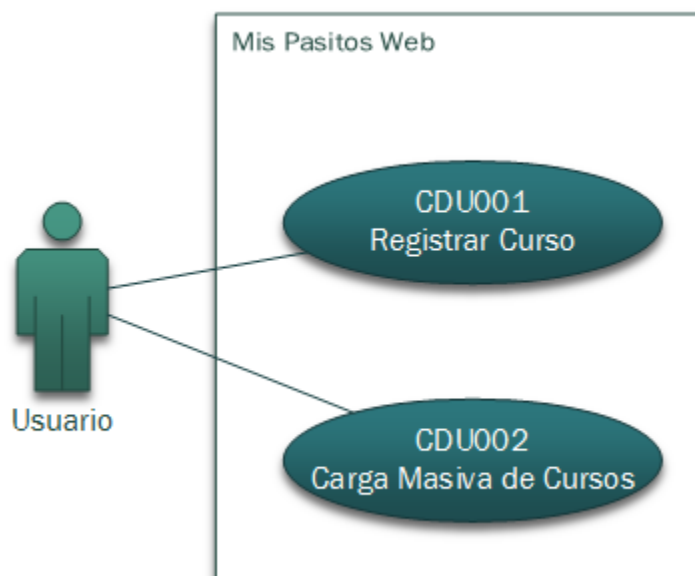 Mis Pasitos Web
CDU001
Registrar Curso
Usuario
CDU002
Carga Masiva de Cursos